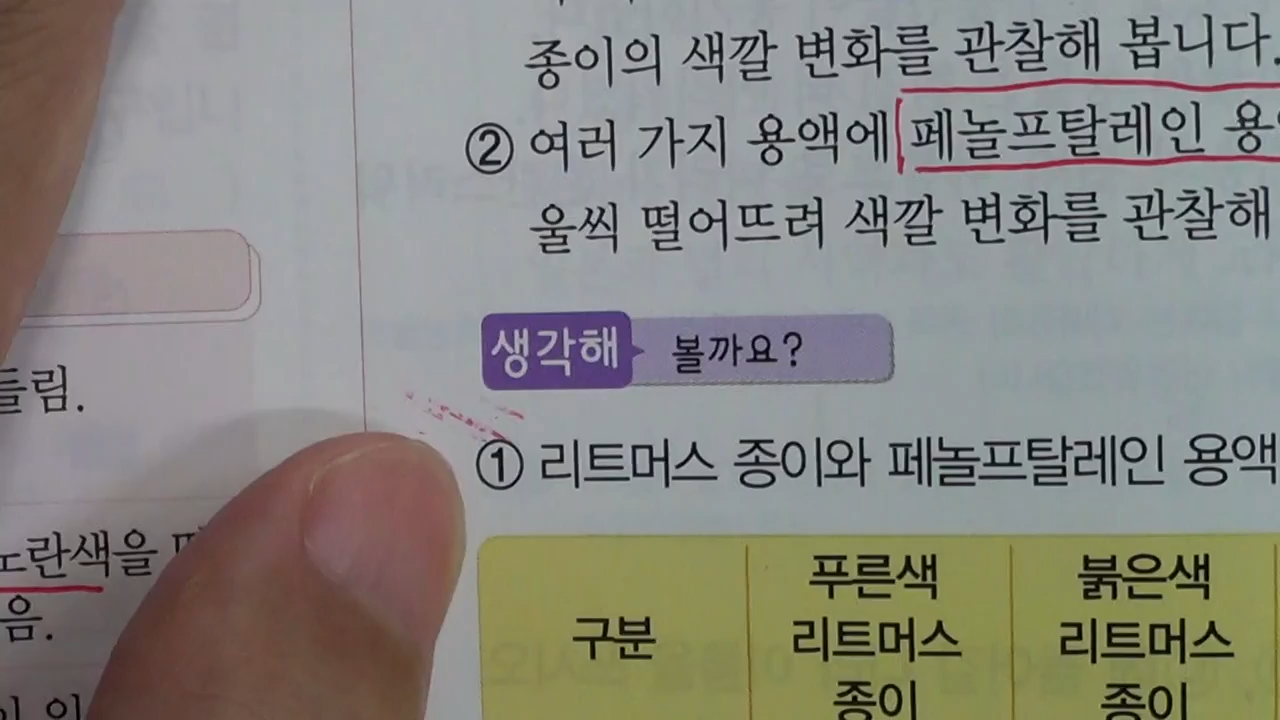 종이의 색깔 변화를 관찰해 봅니다.
② 여러 가지 용액에 페놀프탈레인
울씩 떨어뜨려 색깔 변화를 관찰해
생각해 볼까요?
들림.
① 리트머스 종이와 페놀프탈레인 용액
노란색을
음.
구분
푸른색
리트머스
종이
붉은색
리트머스
종이